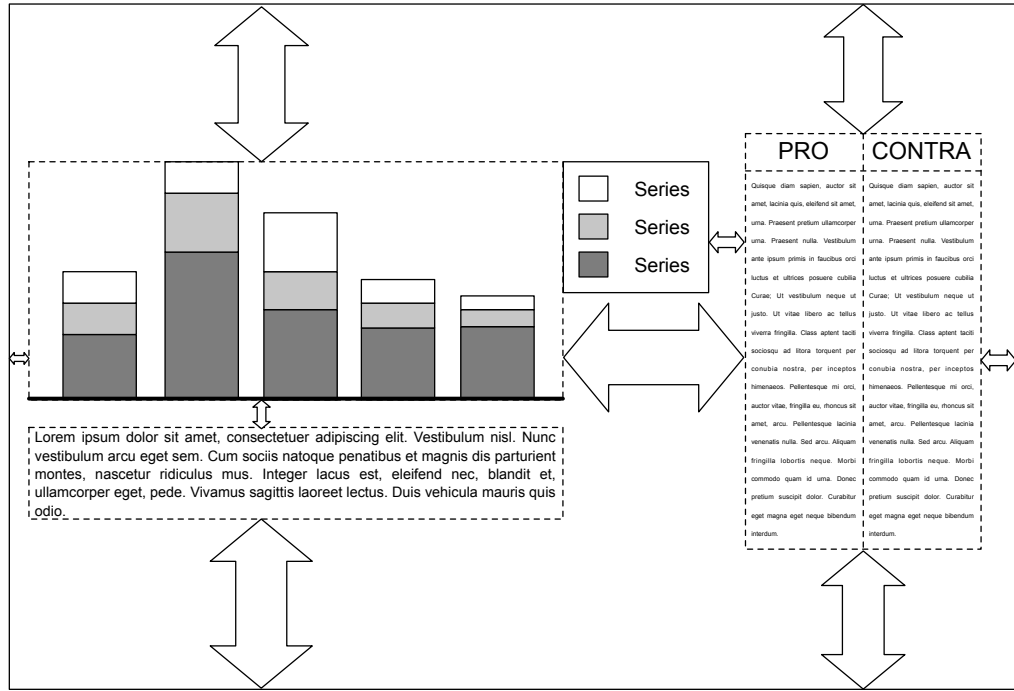 Series
Series
Series
Lorem ipsum dolor sit amet, consectetuer adipiscing elit. Vestibulum nisl. Nunc
vestibulum arcu eget sem. Cum sociis natoque penatibus et magnis dis parturient
montes, nascetur ridiculus mus. Integer lacus est, eleifend nec, blandit et,
ullamcorper eget, pede. Vivamus sagittis laoreet lectus. Duis vehicula mauris quis
odio.
PRO
Quisque diam sapien, auctor sit
amet, lacinia quis, eleifend sit amet,
urna. Praesent pretium ullamcorper
urna. Praesent nulla. Vestibulum
ante ipsum primis in faucibus orci
luctus et ultrices posuere cubilia
Curae; Ut vestibulum neque ut
justo. Ut vitae libero ac tellus
viverra fringilla. Class aptent taciti
sociosqu ad litora torquent per
conubia nostra, per inceptos
himenaeos. Pellentesque mi orci,
auctor vitae, fringilla eu, rhoncus sit
amet, arcu. Pellentesque lacinia
venenatis nulla. Sed arcu. Aliquam
fringilla lobortis neque. Morbi
commodo quam id urna. Donec
pretium suscipit dolor. Curabitur
eget magna eget neque bibendum
interdum.
CONTRA
Quisque diam sapien, auctor sit
amet, lacinia quis, eleifend sit amet,
urna. Praesent pretium ullamcorper
urna. Praesent nulla. Vestibulum
ante ipsum primis in faucibus orci
luctus et ultrices posuere cubilia
Curae; Ut vestibulum neque ut
justo. Ut vitae libero ac tellus
viverra fringilla. Class aptent taciti
sociosqu ad litora torquent per
conubia nostra, per inceptos
himenaeos. Pellentesque mi orci,
auctor vitae, fringilla eu, rhoncus sit
amet, arcu. Pellentesque lacinia
venenatis nulla. Sed arcu. Aliquam
fringilla lobortis neque. Morbi
commodo quam id urna. Donec
pretium suscipit dolor. Curabitur
eget magna eget neque bibendum
interdum.